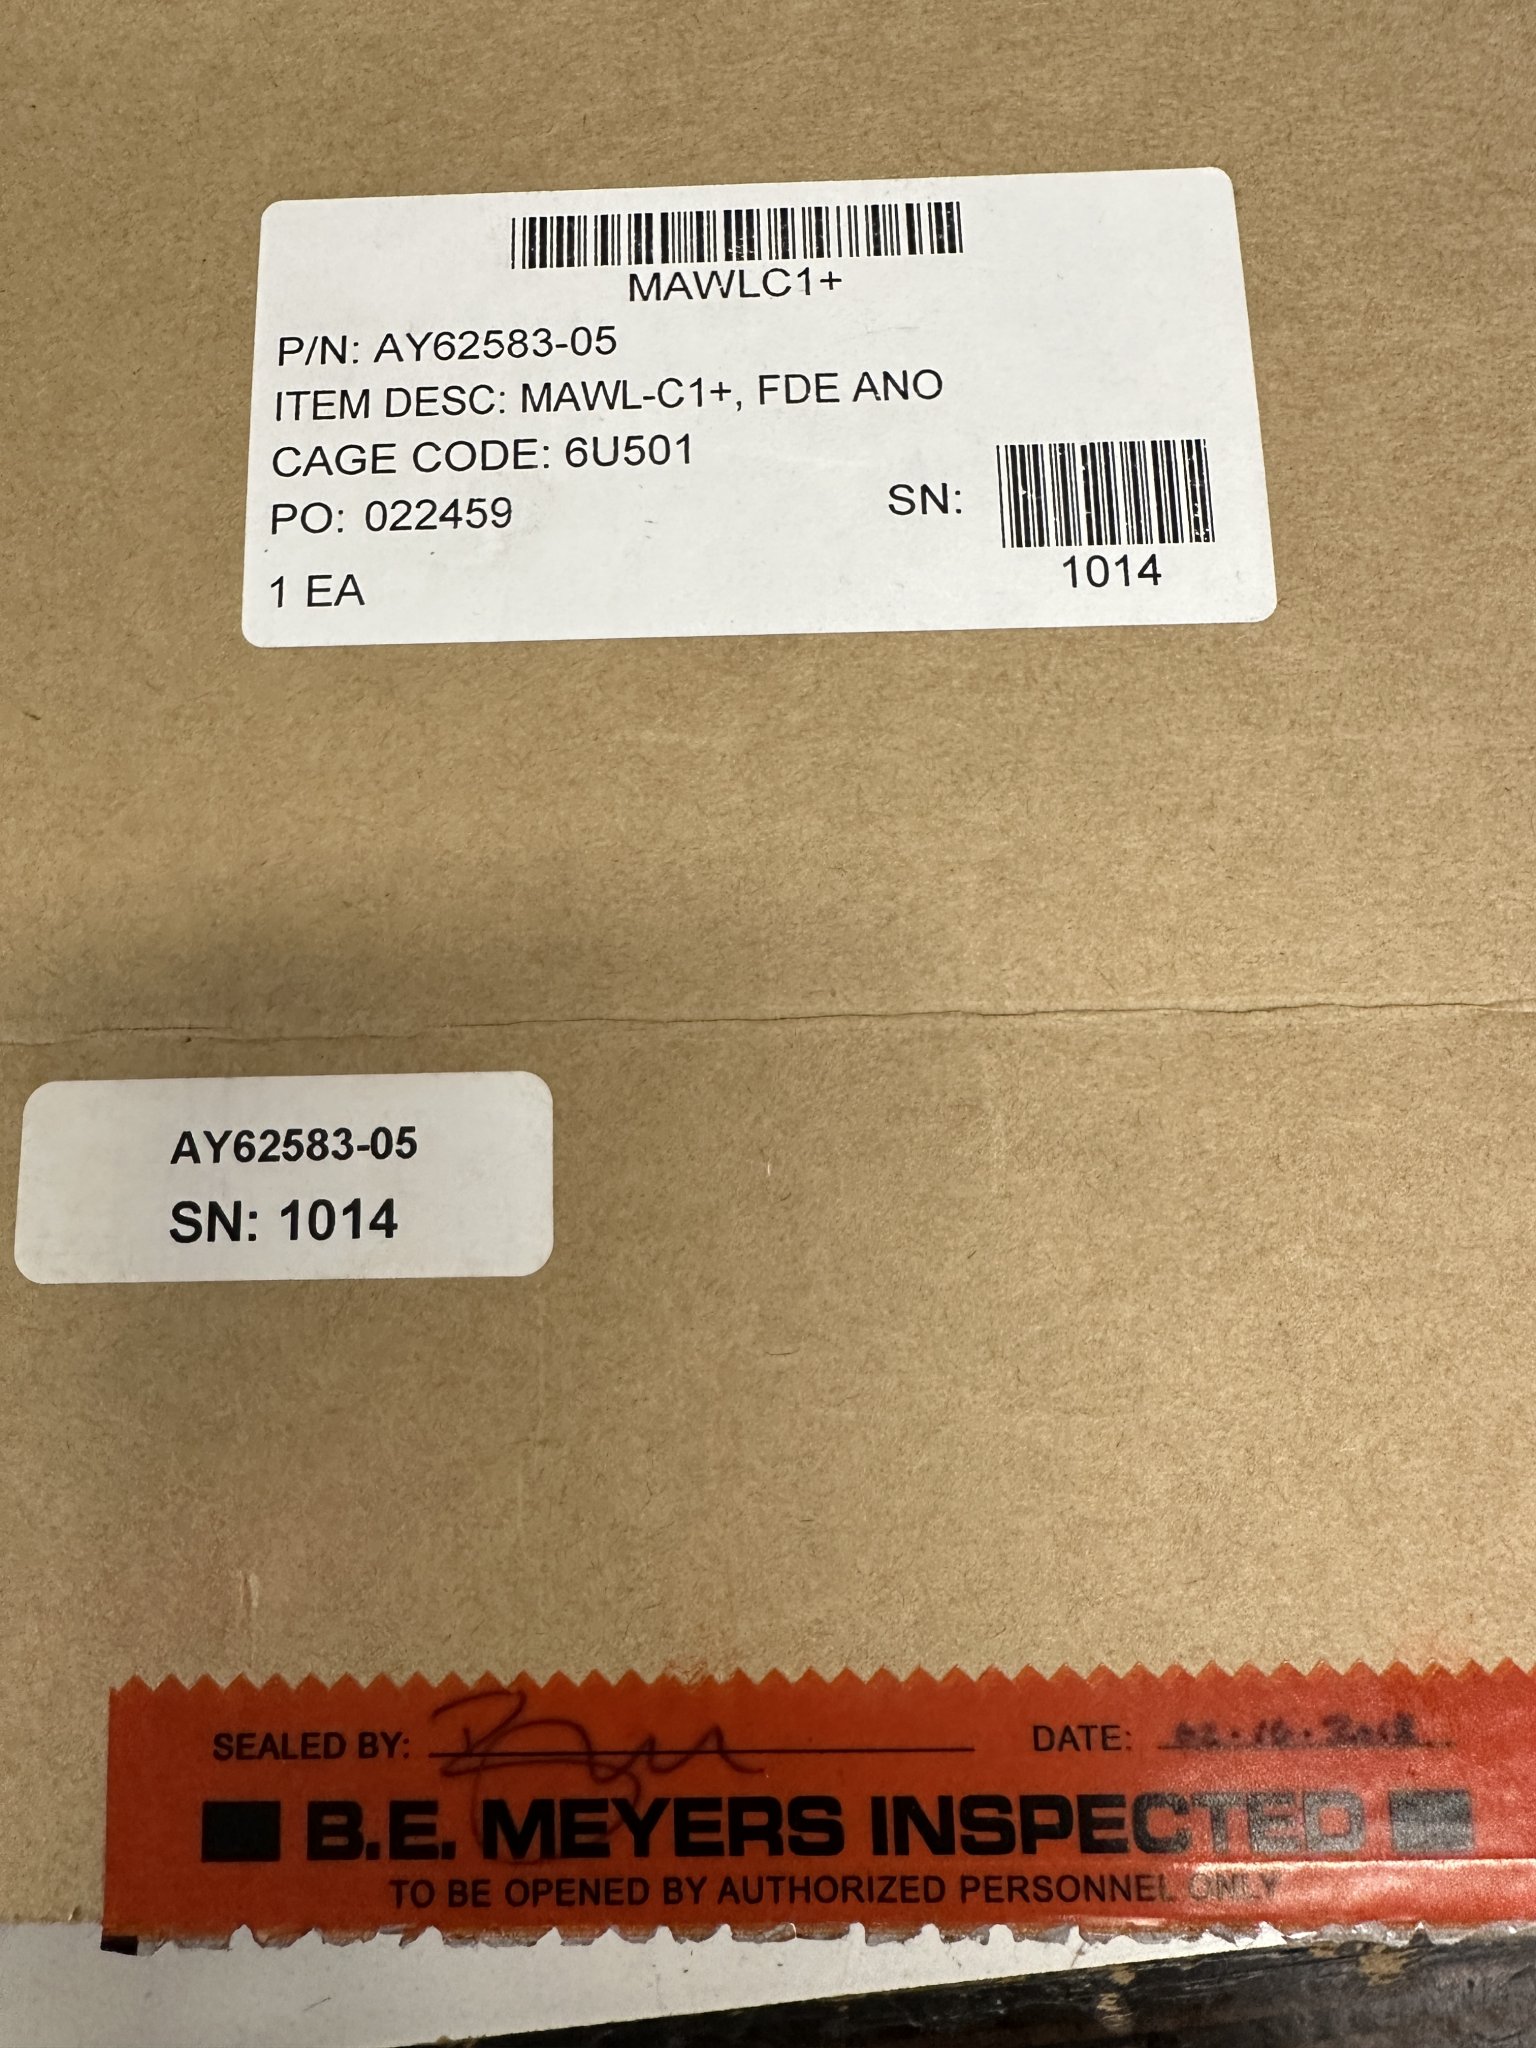 MAWLC1+
P/N: AY62583-05
ITEM DESC: MAWL-C1+, FDE ANO
CAGE CODE: 6U501
PO: 022459
SN:
1014
1 EA
AY62583-05
SN: 1014
SEALED BY: DATE:
B.E. MEYERS INSPECTED
TO BE OPENED BY AUTHORIZED PERSONNEL ONLY